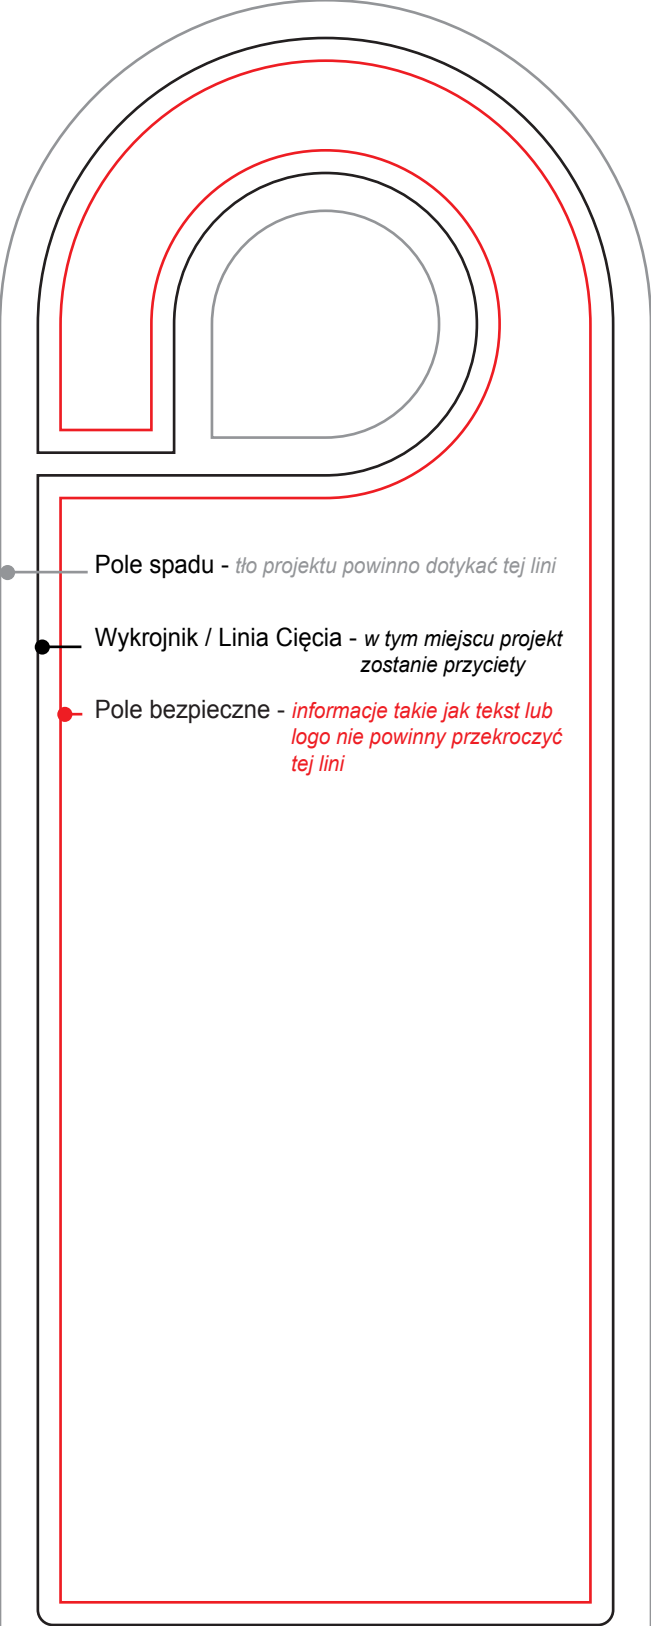 Pole spadu - tło projektu powinno dotykać tej lini
Wykrojnik / Linia Cięcia - w tym miejscu projekt
zostanie przyciety
Pole bezpieczne - informacje takie jak tekst lub
logo nie powinny przekroczyć
tej lini